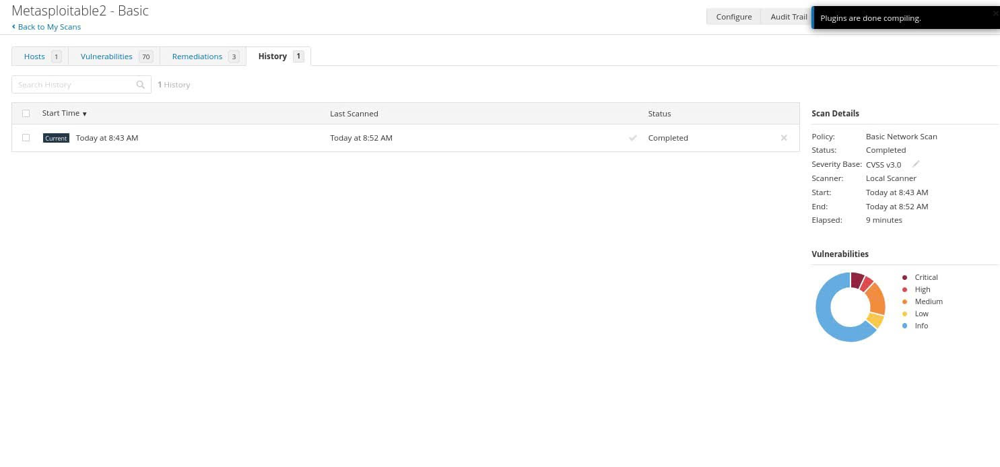 Metasploitable2 - Basic
Back to My Scans
Configure
Audit Trail
Plugins are done compiling.
Hosts 1
Vulnerabilities 70
Remediations 3
History 1
Search History
1 History
Start Time Last Scanned Status
Current Today at 8:43 AM Today at 8:52 AM Completed
Scan Details
Policy: Basic Network Scan
Status: Completed
Severity Base: CVSS v3.0
Scanner: Local Scanner
Start: Today at 8:43 AM
End: Today at 8:52 AM
Elapsed: 9 minutes
Vulnerabilities
Critical
High
Medium
Low
Info